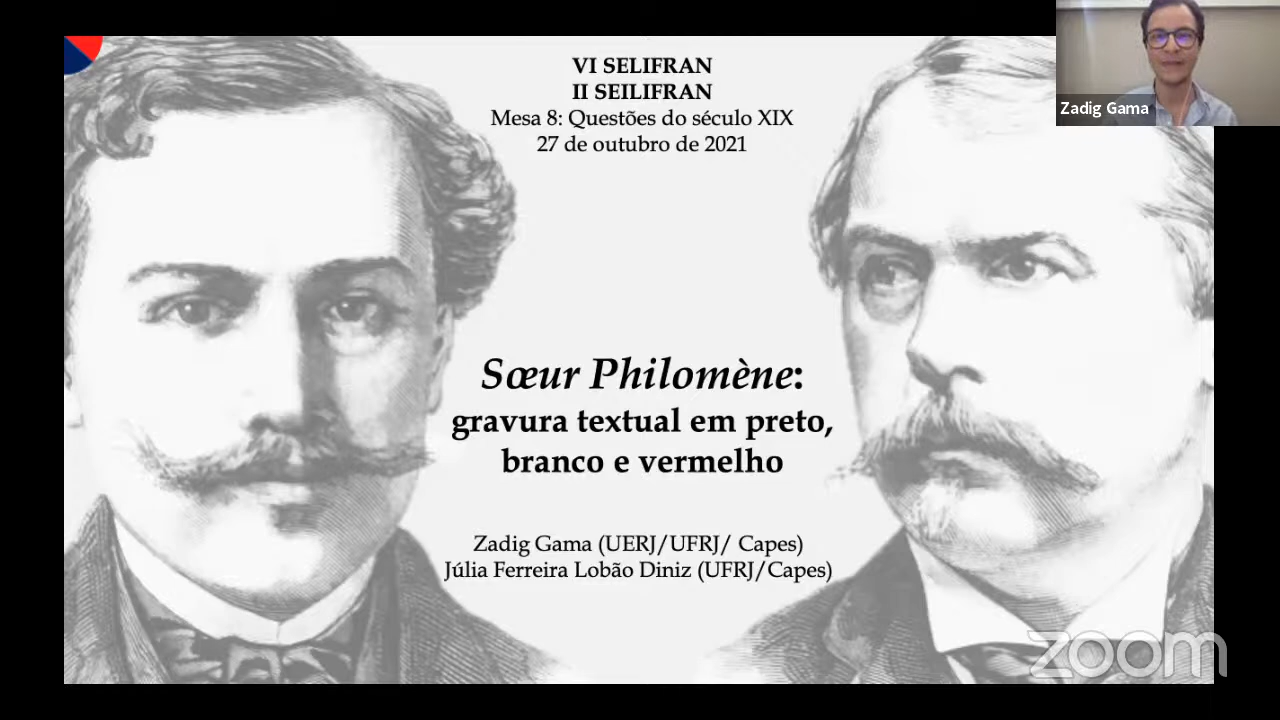 VI SELIFRAN
II SEILIFRAN
Mesa 8: Questões do século XIX
27 de outubro de 2021
Zadig Gama
Sœur Philomène:
gravura textual em preto,
branco e vermelho
Zadig Gama (UERJ/UFRJ/ Capes)
Júlia Ferreira Lobão Diniz (UFRJ/Capes)
zoom